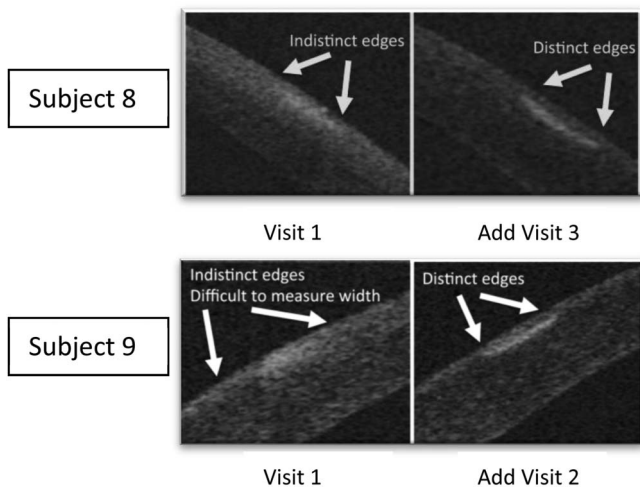 Subject 8
Indistinct edges
Distinct edges
Visit 1
Add Visit 3
Subject 9
Indistinct edges
Difficult to measure width
Distinct edges
Visit 1
Add Visit 2